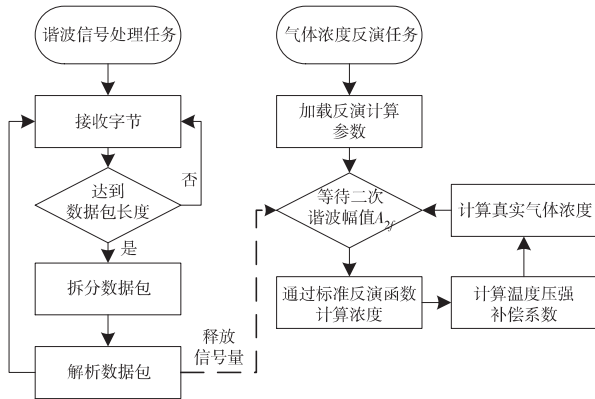 谐波信号处理任务
接收字节
否
达到
数据包长度
是
拆分数据包
解析数据包
释放
信号量
气体浓度反演任务
加载反演计算
参数
等待二次
谐波幅值A2f
通过标准反演函数
计算浓度
计算温度压强
补偿系数
计算真实气体浓度